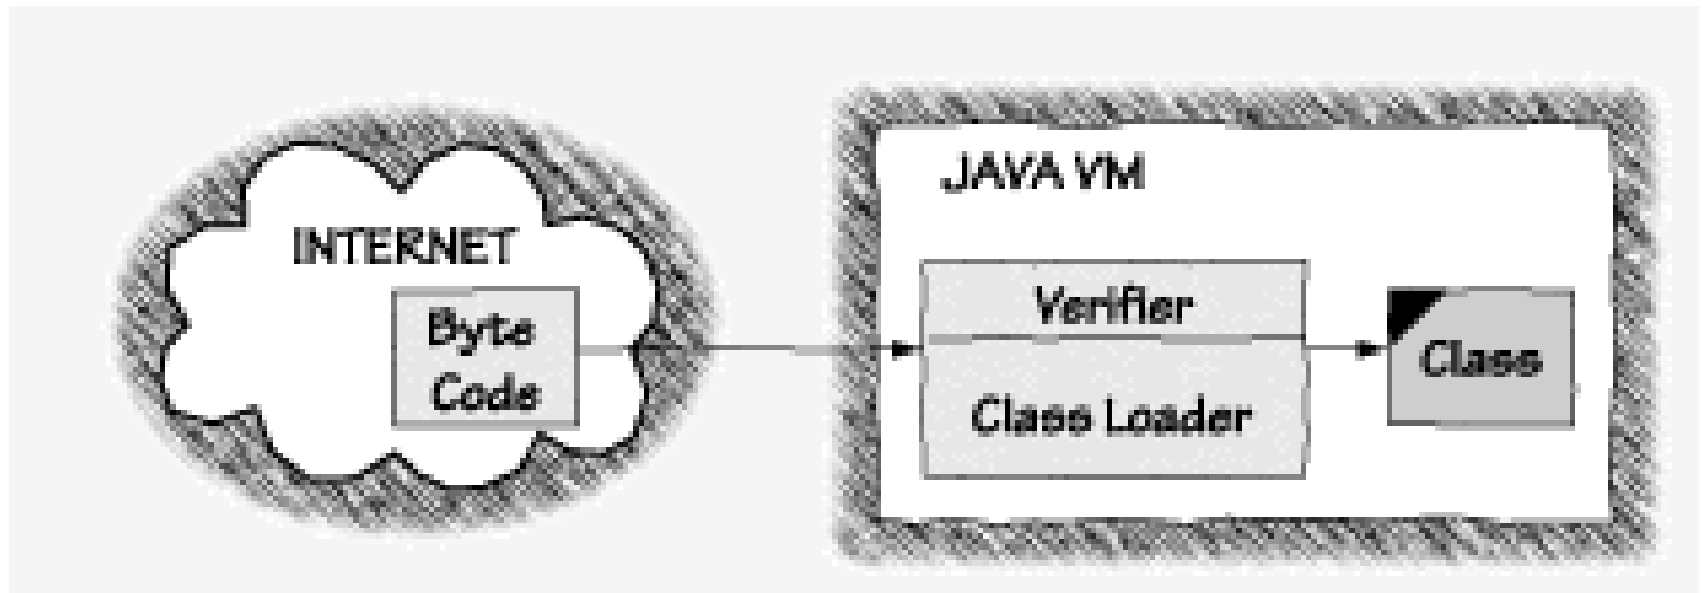 INTERNET
Byte
Code
JAVA VM
Verifier
Class Loader
Class